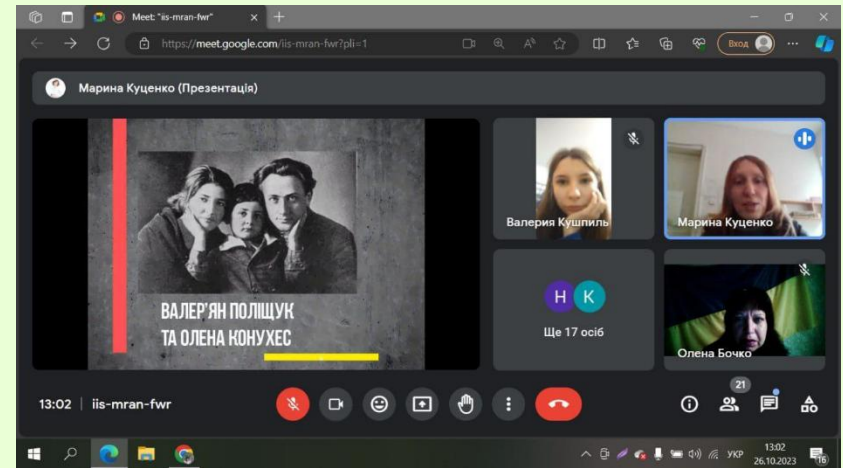 Meet: "iis-mran-fwr"
https://meet.google.com/iis-mran-fwr?pli=1
Вход
Марина Куценко (Презентація)
ВАЛЕР'ЯН ПОЛІЩУК
ТА ОЛЕНА КОНУХЕС
Валерия Кушпиль
Марина Куценко
Н К
Ще 17 осіб
Олена Бочко
13:02 | iis-mran-fwr
21
УКР
13:02
26.10.2023
16